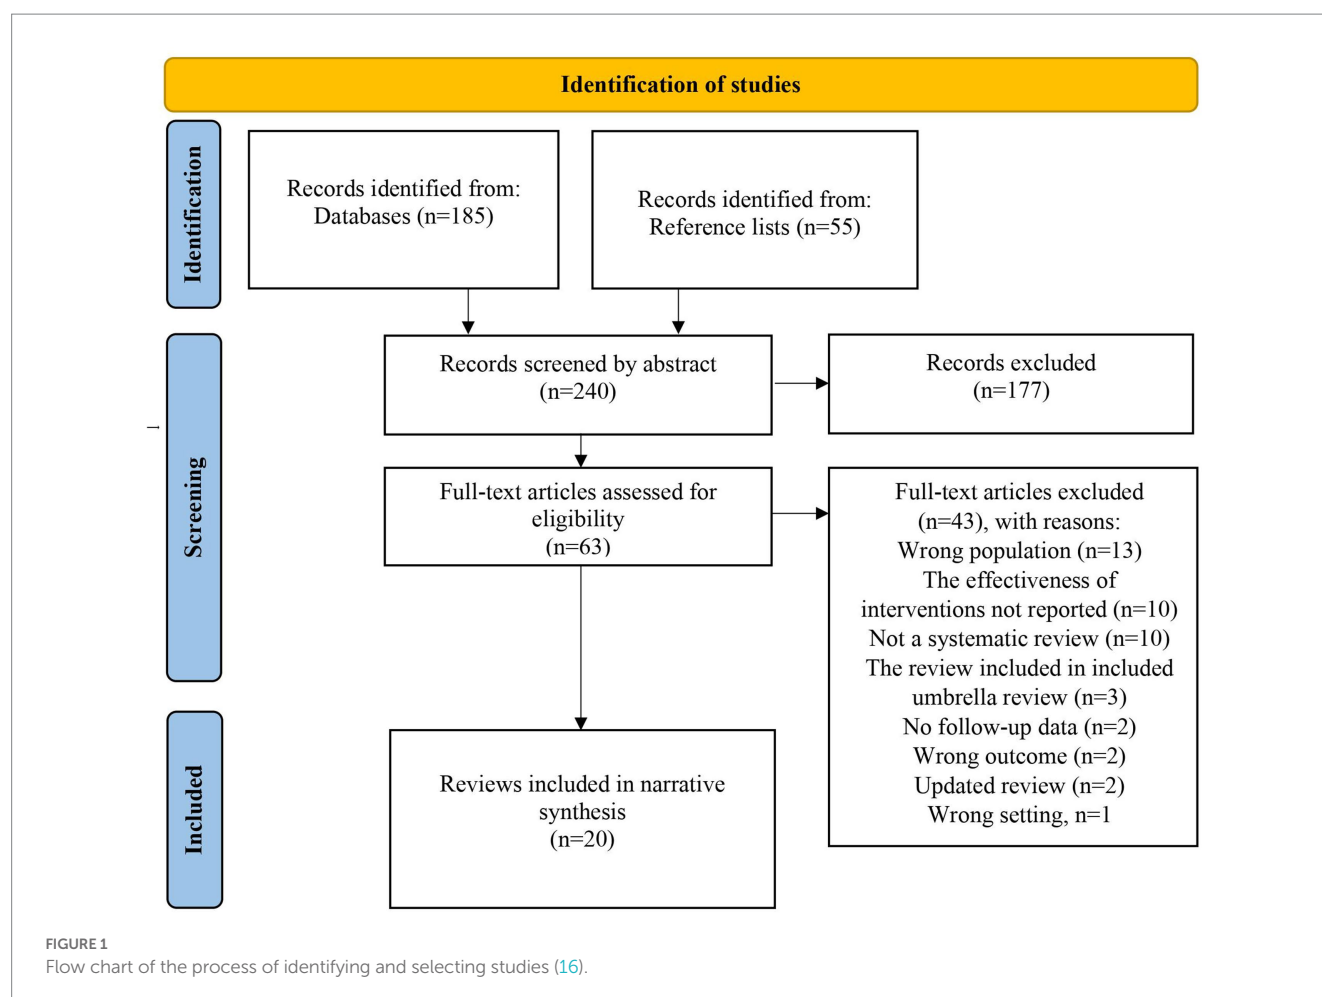 Identification of studies
Identification
Records identified from:
Databases (n=185)
Records identified from:
Reference lists (n=55)
Screening
Records screened by abstract
(n=240)
Records excluded
(n=177)
Full-text articles assessed for
eligibility
(n=63)
Full-text articles excluded
(n=43), with reasons:
Wrong population (n=13)
The effectiveness of
interventions not reported (n=10)
Not a systematic review (n=10)
The review included in included
umbrella review (n=3)
No follow-up data (n=2)
Wrong outcome (n=2)
Updated review (n=2)
Wrong setting, n=1
Included
Reviews included in narrative
synthesis
(n=20)
FIGURE 1
Flow chart of the process of identifying and selecting studies (16).